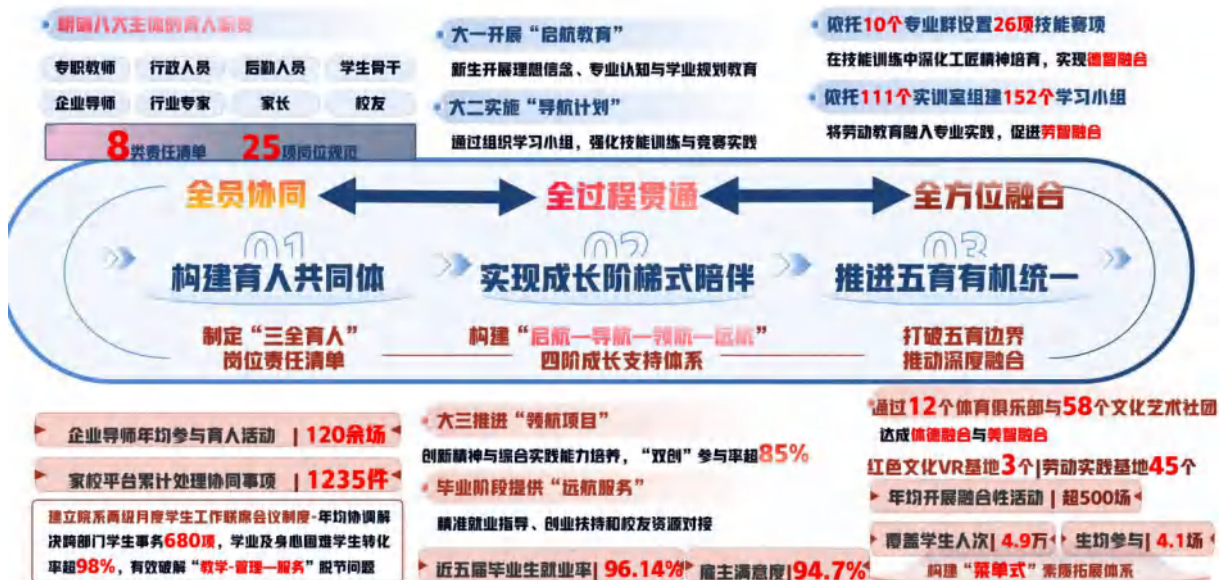 明确八大主体的育人职责
专职教师 行政人员 后勤人员 学生骨干
企业导师 行业专家 家长 校友
8类责任清单 25项岗位规范
大一开展“启航教育”
新生开展理想信念、专业认知与学业规划教育
大二实施“导航计划”
通过组织学习小组，强化技能训练与竞赛实践
依托10个专业群设置26项技能赛项
在技能训练中深化工匠精神培育，实现德智融合
依托111个实训室组建152个学习小组
将劳动教育融入专业实践，促进劳智融合
全员协同
01
构建育人共同体
制定“三全育人”
岗位责任清单
全过程贯通
02
实现成长阶梯式陪伴
构建“启航—导航—领航—远航”
四阶成长支持体系
全方位融合
03
推进五育有机统一
打破五育边界
推动深度融合
企业导师年均参与育人活动 | 120余场
家校平台累计处理协同事项 | 1235件
建立院系两级月度学生工作联席会议制度-年均协调解
决跨部门学生事务680项，学业及身心困难学生转化
率超98%，有效破解“教学-管理—服务”脱节问题
大三推进“领航项目”
创新精神与综合实践能力培养，“双创”参与率超85%
毕业阶段提供“远航服务”
精准就业指导、创业扶持和校友资源对接
近五届毕业生就业率| 96.14%
雇主满意度|94.7%
通过12个体育俱乐部与58个文化艺术社团
达成体德融合与美智融合
红色文化VR基地3个|劳动实践基地45个
年均开展融合性活动 | 超500场
覆盖学生人次| 4.9万
生均参与| 4.1场
构建“菜单式”素质拓展体系